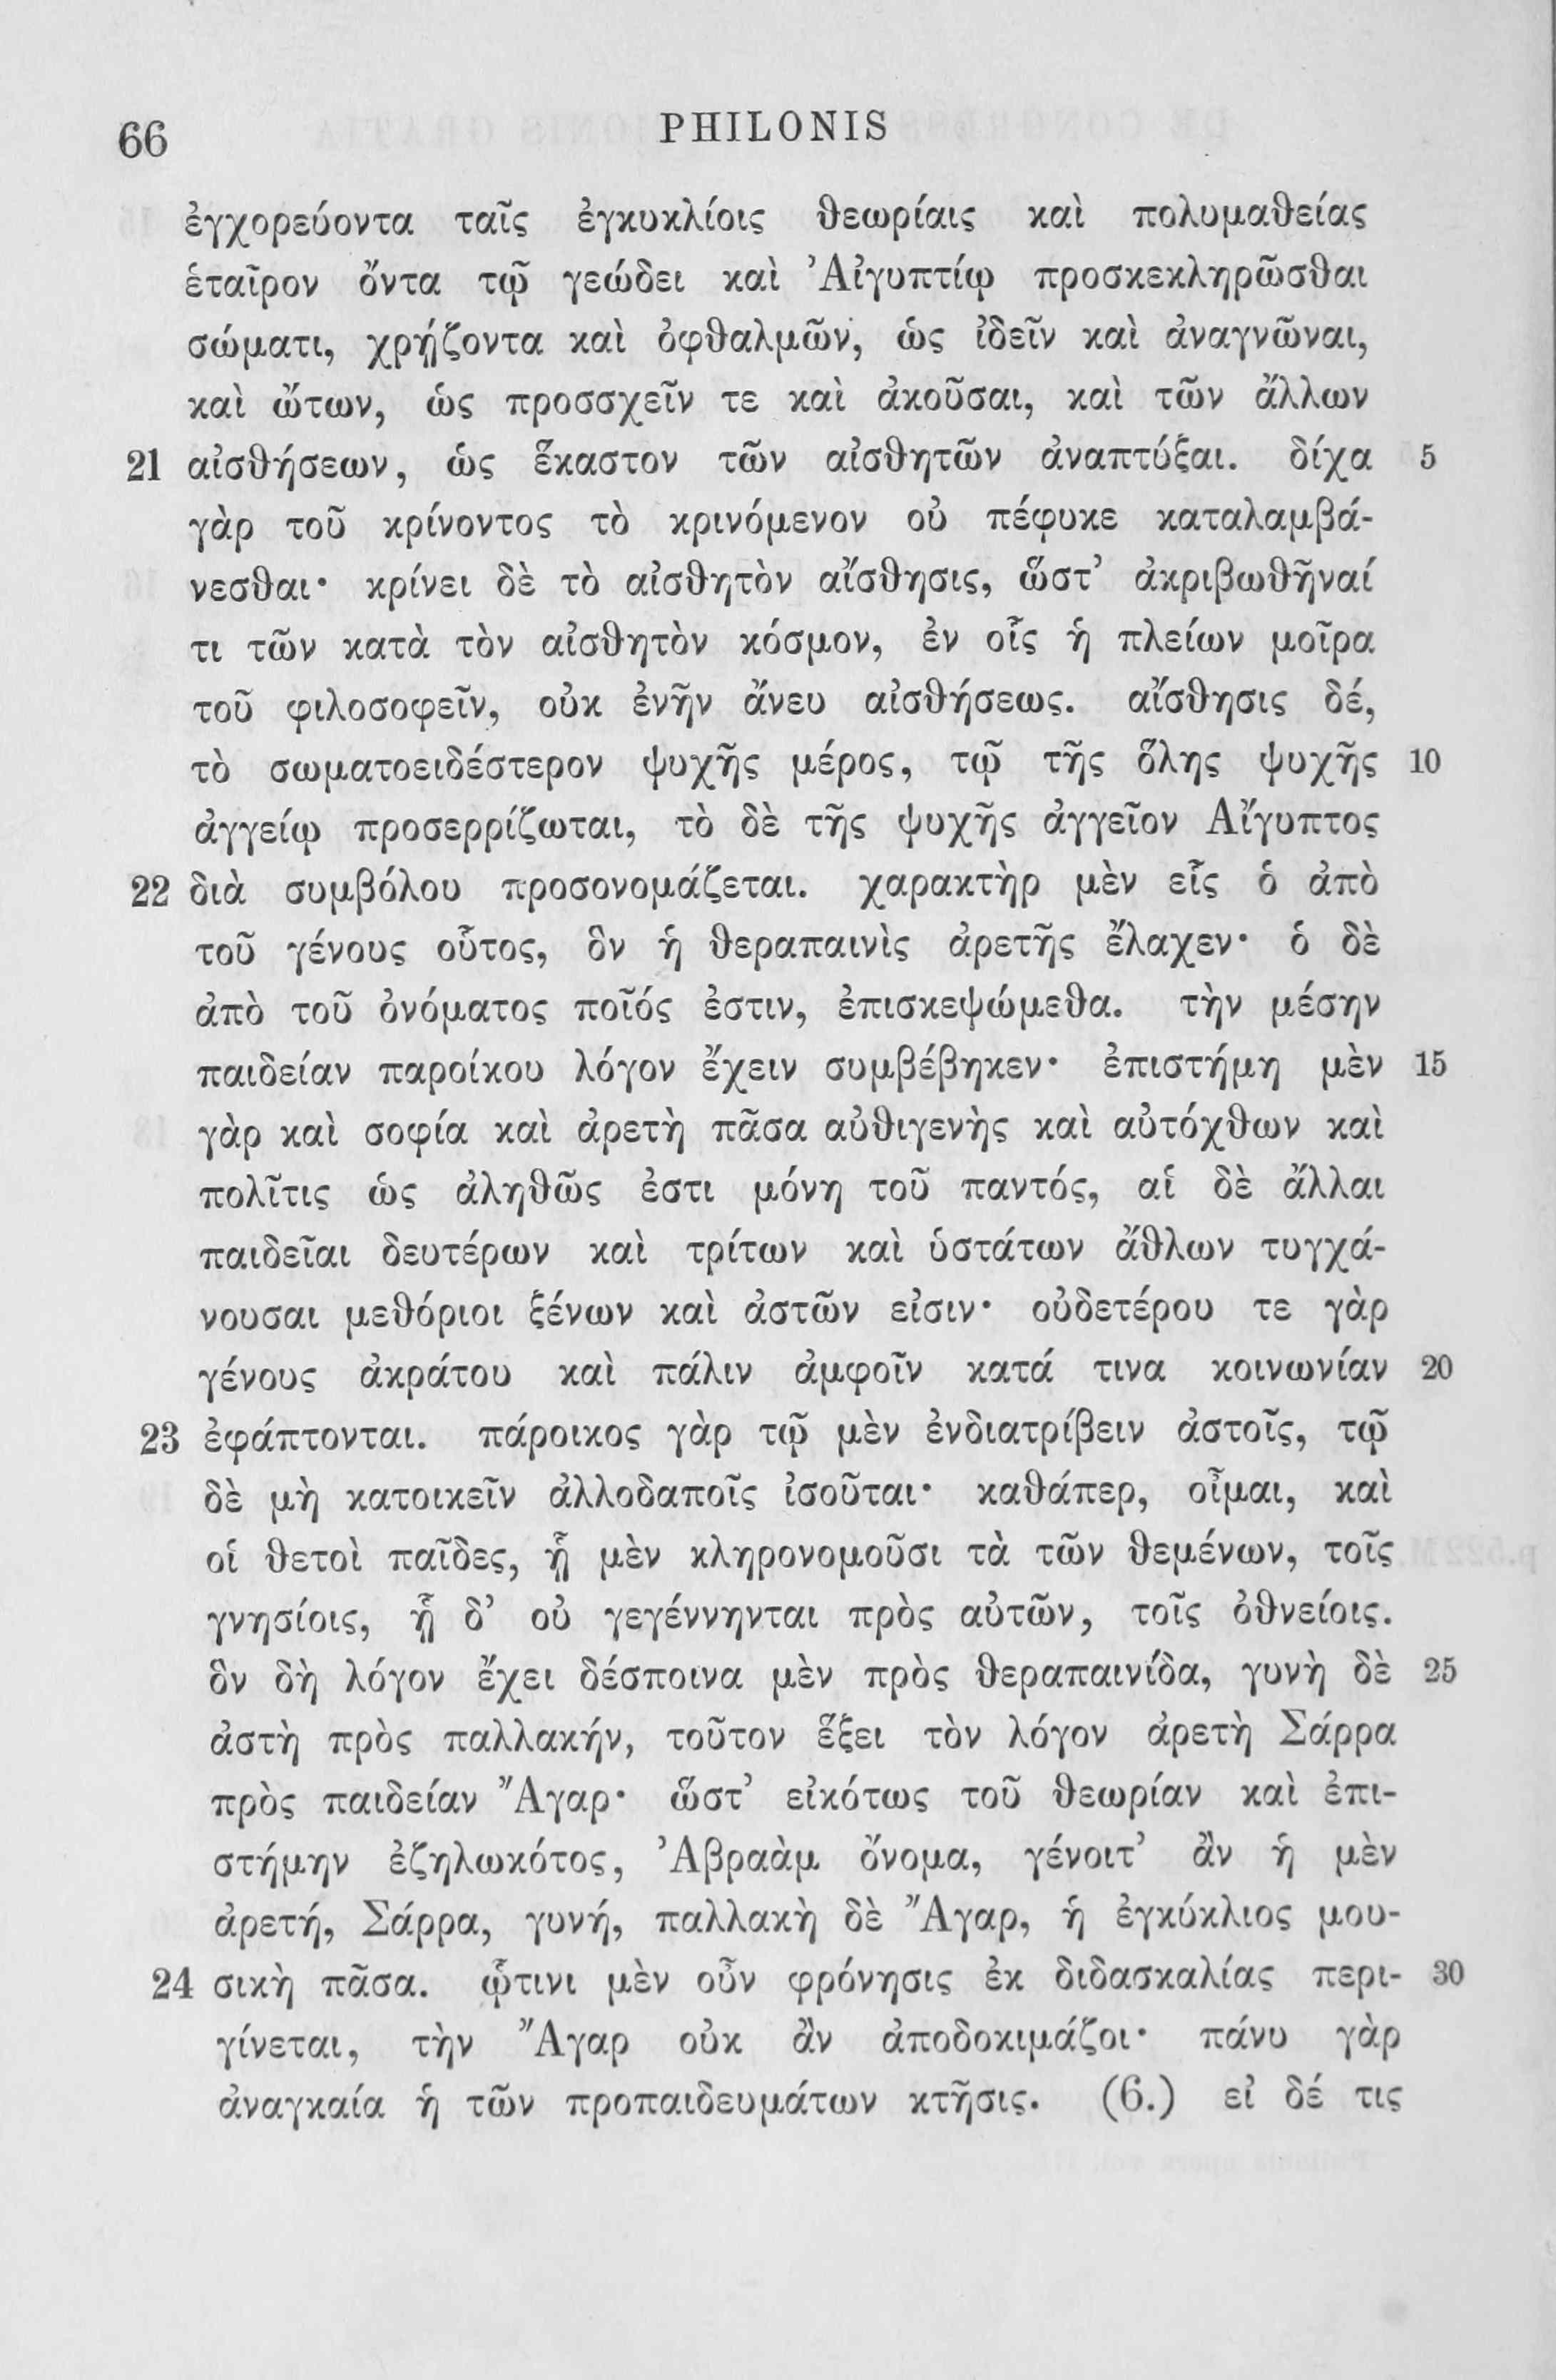 66 PHILONIS
ἐγχορεύοντα ταῖς ἐγκυκλίοις θεωρίαις καὶ πολυμαθείας
ἑταῖρον ὄντα τῷ γεώδει καὶ Ἀἰγυπτίῳ προσκεκληρῶσθαι
σώματι, χρῄζοντα καὶ ὀφθαλμῶν, ὡς ἰδεῖν καὶ ἀναγνῶναι,
καὶ ὤτων, ὡς προσσχεῖν τε καὶ ἀκοῦσαι, καὶ τῶν ἄλλων
21 αἰσθήσεων, ὡς ἕκαστον τῶν αἰσθητῶν ἀναπτύξαι. δίχα 5
γὰρ τοῦ κρίνοντος τὸ κρινόμενον οὐ πέφυκε καταλαμβά-
νεσθαι· κρίνει δὲ τὸ αἰσθητὸν αἴσθησις, ὥστ’ ἀκριβωθῆναί
τι τῶν κατὰ τὸν αἰσθητὸν κόσμον, ἐν οἷς ἡ πλείων μοῖρα
τοῦ φιλοσοφεῖν, οὐκ ἐνῆν ἄνευ αἰσθήσεως. αἴσθησις δέ,
τὸ σωματοειδέστερον ψυχῆς μέρος, τῷ τῆς ὅλης ψυχῆς 10
ἀγγείῳ προσερρίζωται, τὸ δὲ τῆς ψυχῆς ἀγγεῖον Αἴγυπτος
22 διὰ συμβόλου προσονομάζεται. χαρακτὴρ μὲν εἷς ὁ ἀπὸ
τοῦ γένους οὗτος, ὃν ἡ θεραπαινὶς ἀρετῆς ἔλαχεν· ὁ δὲ
ἀπὸ τοῦ ὀνόματος ποῖός ἐστιν, ἐπισκεψώμεθα. τὴν μέσην
παιδείαν παροίκου λόγον ἔχειν συμβέβηκεν· ἐπιστήμη μὲν 15
γὰρ καὶ σοφία καὶ ἀρετὴ πᾶσα αὐθιγενὴς καὶ αὐτόχθων καὶ
πολῖτις ὡς ἀληθῶς ἐστι μόνη τοῦ παντός, αἱ δὲ ἄλλαι
παιδεῖαι δευτέρων καὶ τρίτων καὶ ὑστάτων ἄθλων τυγχά-
νουσαι μεθόριοι ξένων καὶ ἀστῶν εἰσιν· οὐδετέρου τε γὰρ
γένους ἀκράτου καὶ πάλιν ἀμφοῖν κατά τινα κοινωνίαν 20
23 ἐφάπτονται. πάροικος γὰρ τῷ μὲν ἐνδιατρίβειν ἀστοῖς, τῷ
δὲ μὴ κατοικεῖν ἀλλοδαποῖς ἰσοῦται· καθάπερ, οἶμαι, καὶ
οἱ θετοὶ παῖδες, ᾗ μὲν κληρονομοῦσι τὰ τῶν θεμένων, τοῖς
γνησίοις, ᾗ δ’ οὐ γεγέννηνται πρὸς αὐτῶν, τοῖς ὀθνείοις.
ὃν δὴ λόγον ἔχει δέσποινα μὲν πρὸς θεραπαινίδα, γυνὴ δὲ 25
ἀστὴ πρὸς παλλακήν, τοῦτον ἕξει τὸν λόγον ἀρετὴ Σάρρα
πρὸς παιδείαν Ἄγαρ· ὥστ’ εἰκότως τοῦ θεωρίαν καὶ ἐπι-
στήμην ἐζηλωκότος, Ἀβραὰμ ὄνομα, γένοιτ’ ἂν ἡ μὲν
ἀρετή, Σάρρα, γυνή, παλλακὴ δὲ Ἄγαρ, ἡ ἐγκύκλιος μου-
24 σικὴ πᾶσα. ᾧτινι μὲν οὖν φρόνησις ἐκ διδασκαλίας περι- 30
γίνεται, τὴν Ἄγαρ οὐκ ἂν ἀποδοκιμάζοι· πάνυ γὰρ
ἀναγκαία ἡ τῶν προπαιδευμάτων κτῆσις. (6.) εἰ δέ τις